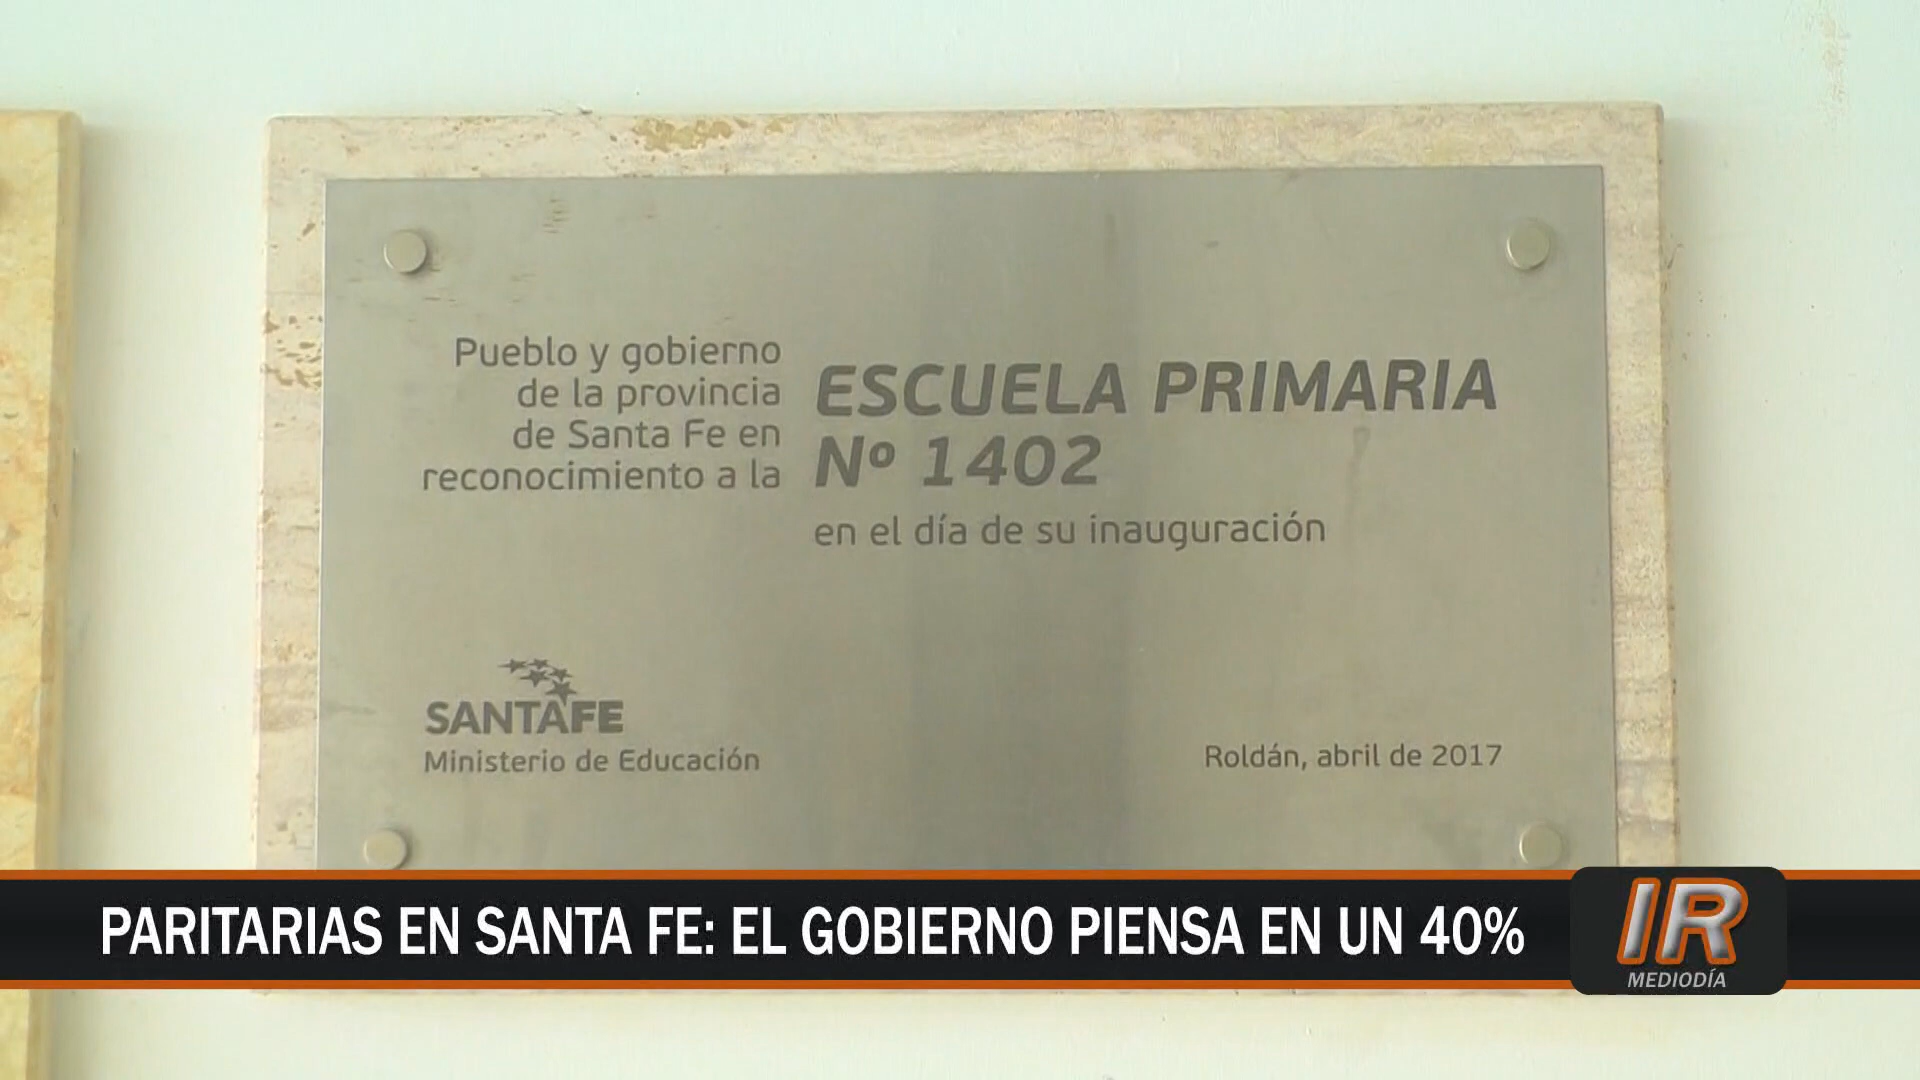 Pueblo y gobierno
de la provincia
de Santa Fe en
reconocimiento a la
ESCUELA PRIMARIA
Nº 1402
en el día de su inauguración
SANTAFE
Ministerio de Educación
Roldán, abril de 2017
PARITARIAS EN SANTA FE: EL GOBIERNO PIENSA EN UN 40%
IR
MEDIODÍA